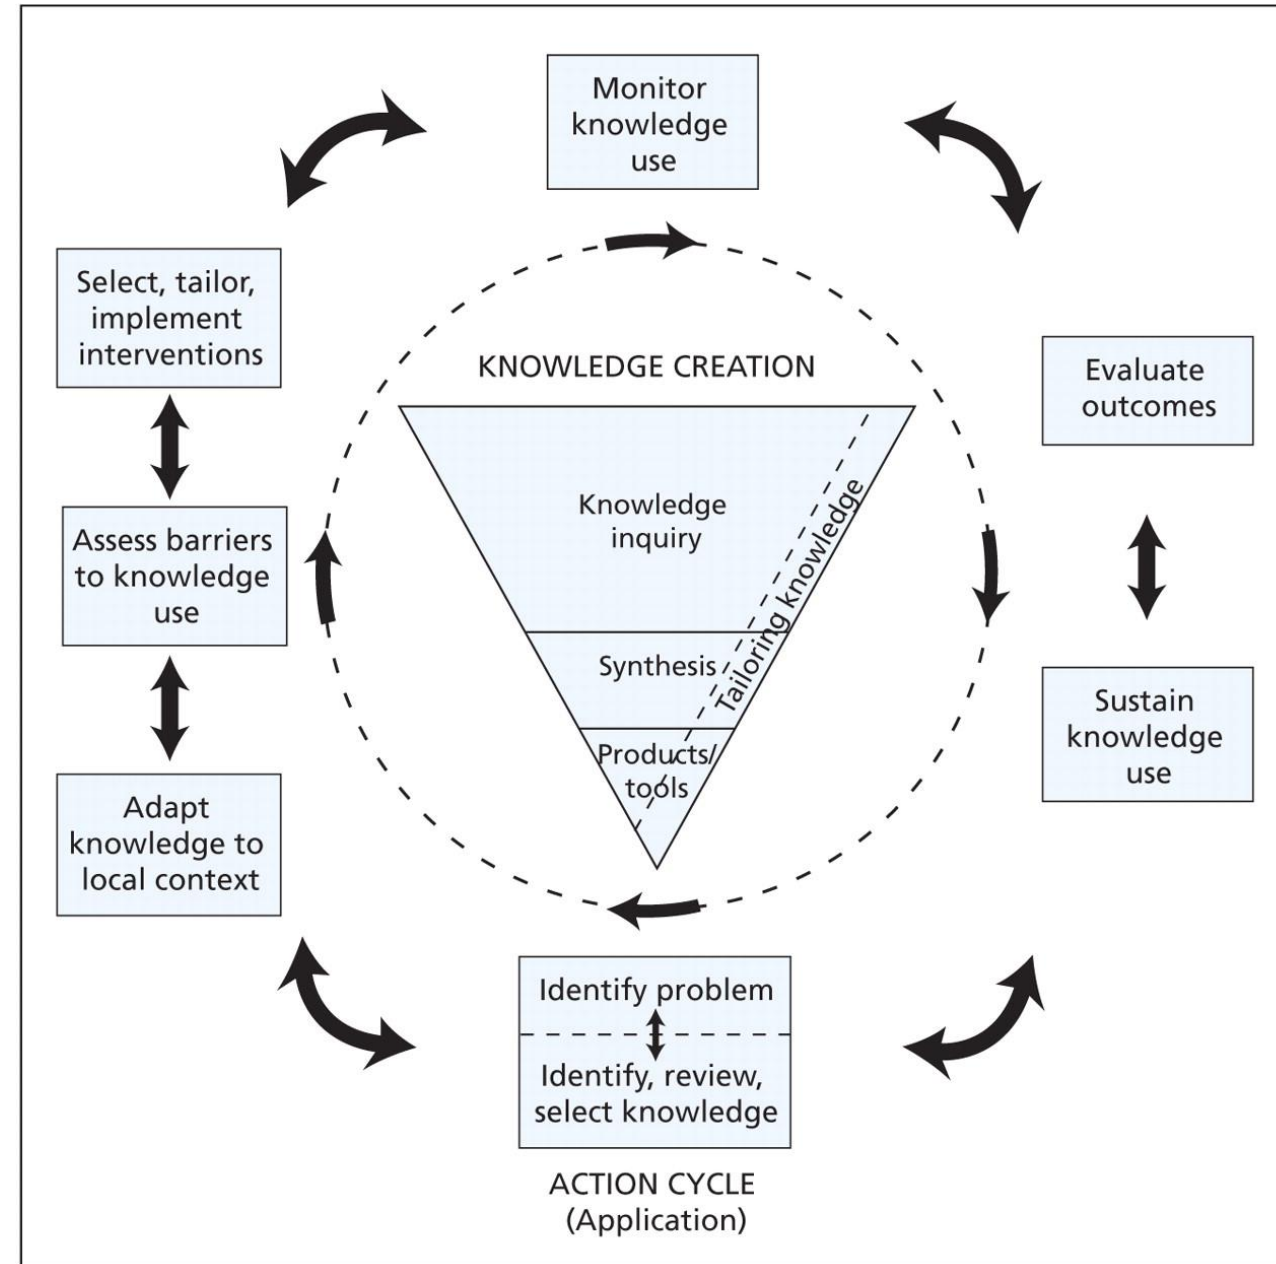 Monitor
knowledge
use
Select, tailor,
implement
interventions
KNOWLEDGE CREATION
Evaluate
outcomes
Knowledge
inquiry
Tailoring knowledge
Assess barriers
to knowledge
use
Synthesis
Sustain
knowledge
use
Products/
tools
Adapt
knowledge to
local context
Identify problem
Identify, review,
select knowledge
ACTION CYCLE
(Application)